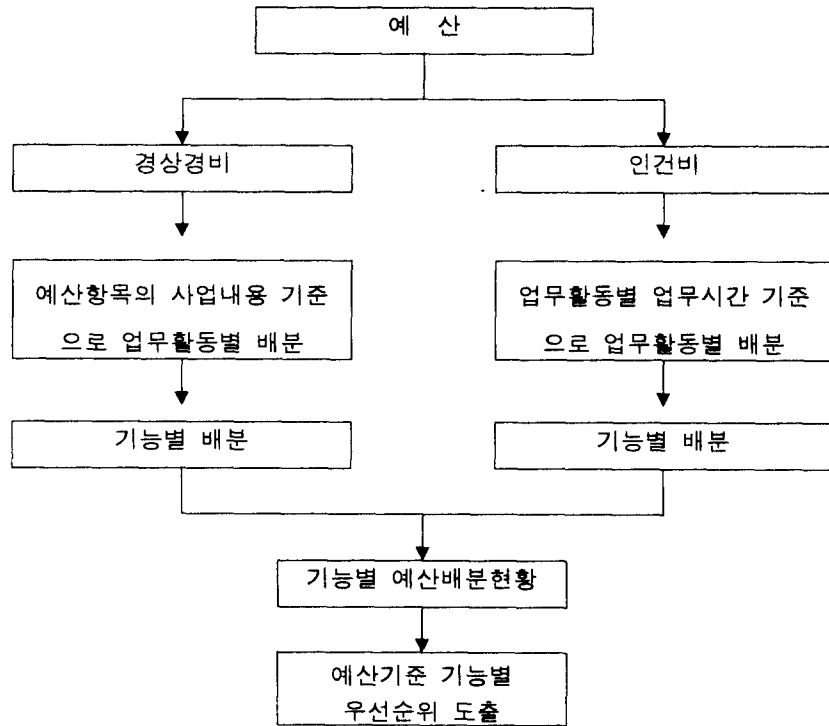 예 산
경상경비
인건비
예산항목의 사업내용 기준
으로 업무활동별 배분
업무활동별 업무시간 기준
으로 업무활동별 배분
기능별 배분
기능별 배분
기능별 예산배분현황
예산기준 기능별
우선순위 도출